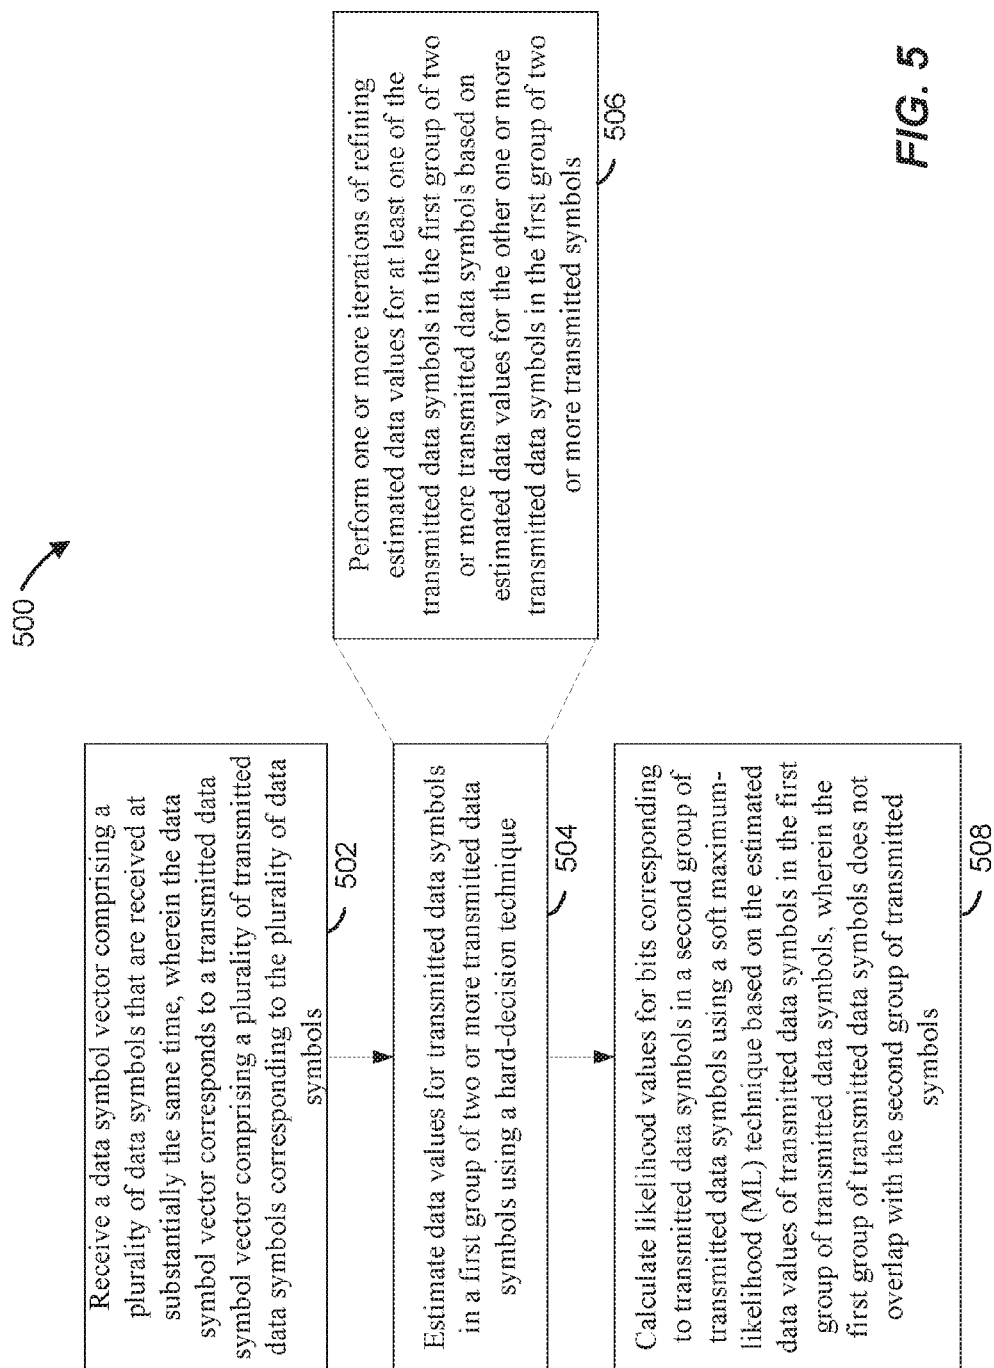 500
Receive a data symbol vector comprising a
plurality of data symbols that are received at
substantially the same time, wherein the data
symbol vector corresponds to a transmitted data
symbol vector comprising a plurality of transmitted
data symbols corresponding to the plurality of data
symbols
502
Estimate data values for transmitted data symbols
in a first group of two or more transmitted data
symbols using a hard-decision technique
504
Perform one or more iterations of refining
estimated data values for at least one of the
transmitted data symbols in the first group of two
or more transmitted data symbols based on
estimated data values for the other one or more
transmitted data symbols in the first group of two
or more transmitted symbols
506
Calculate likelihood values for bits corresponding
to transmitted data symbols in a second group of
transmitted data symbols using a soft maximum-
likelihood (ML) technique based on the estimated
data values of transmitted data symbols in the first
group of transmitted data symbols, wherein the
first group of transmitted data symbols does not
overlap with the second group of transmitted
symbols
508
FIG. 5